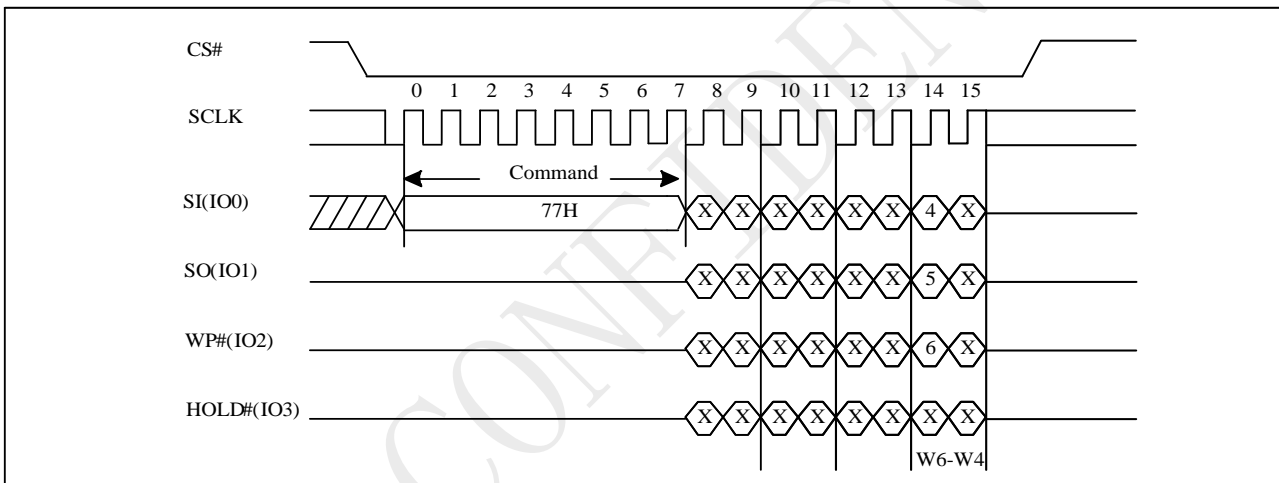 CS#
0 1 2 3 4 5 6 7 8 9 10 11 12 13 14 15
SCLK
Command
SI(IO0) 77H X X X X X X 4 X
SO(IO1) X X X X X X 5 X
WP#(IO2) X X X X X X 6 X
HOLD#(IO3) X X X X X X X X
W6-W4
CONFIDEN